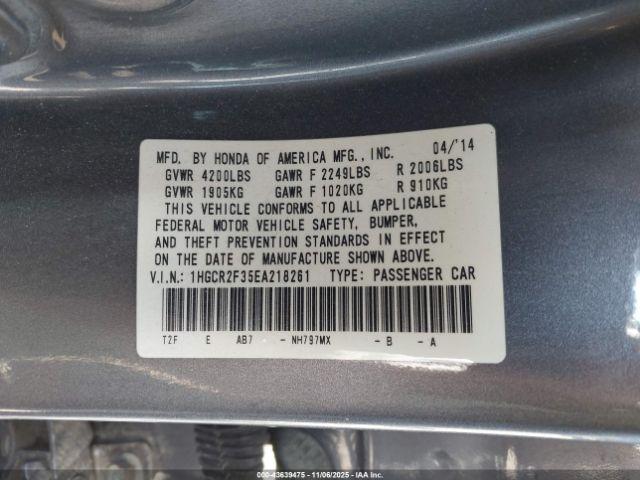 MFD. BY HONDA OF AMERICA MFG., INC. 04/'14
GVWR 4200LBS GAWR F 2249LBS R 2006LBS
GVWR 1905KG GAWR F 1020KG R 910KG
THIS VEHICLE CONFORMS TO ALL APPLICABLE
FEDERAL MOTOR VEHICLE SAFETY, BUMPER,
AND THEFT PREVENTION STANDARDS IN EFFECT
ON THE DATE OF MANUFACTURE SHOWN ABOVE.
V.I.N.: 1HGCR2F35EA218261 TYPE: PASSENGER CAR
T2F E AB7 - NH797MX - B - A
© 43639475 - 11/06/2025 - IAA Inc.